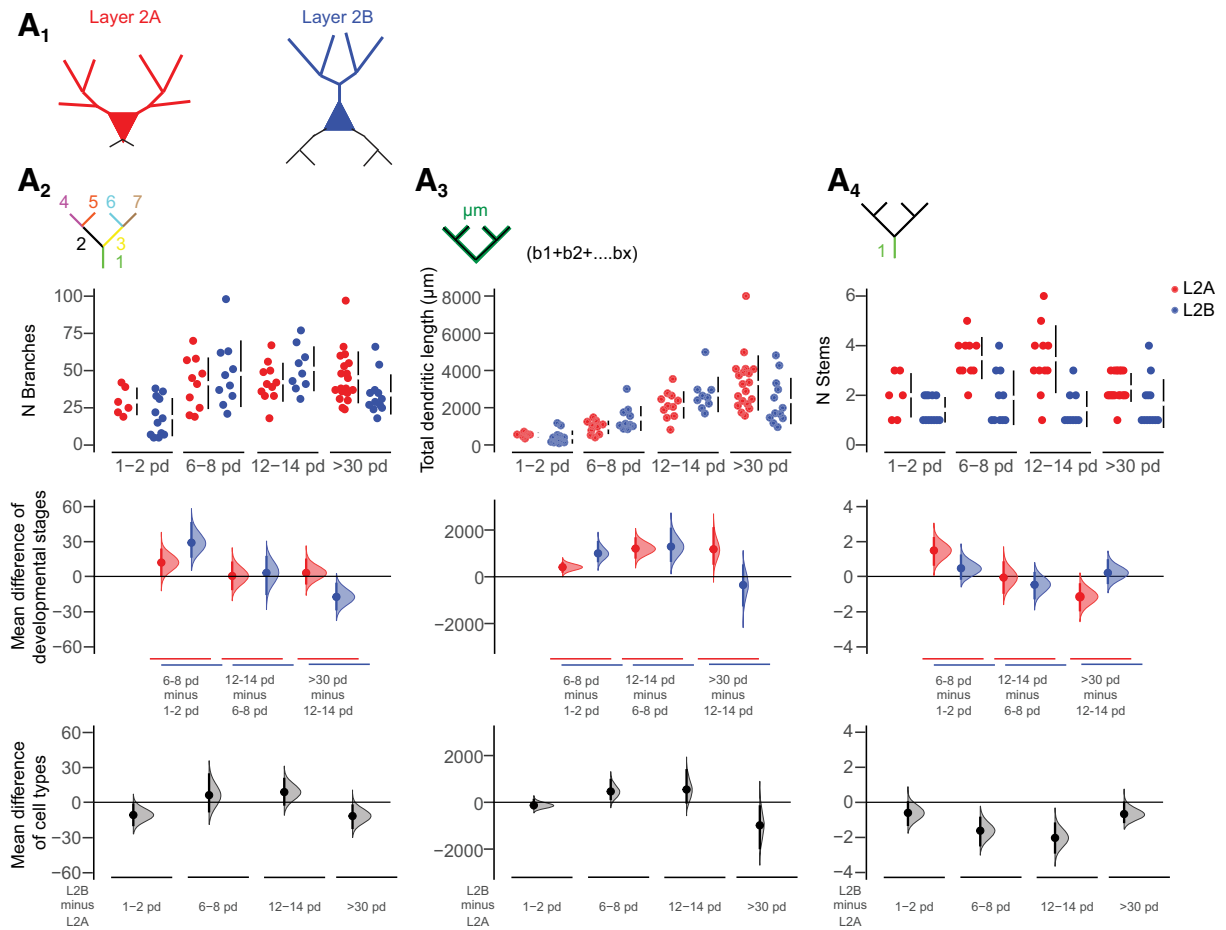 A1
Layer 2A
Layer 2B
A2
4 5 6 7
2 3
1
N Branches
100
75
50
25
0
1−2 pd 6−8 pd 12−14 pd >30 pd
A3
µm
(b1+b2+....bx)
Total dendritic length (µm)
8000
6000
4000
2000
0
1−2 pd 6−8 pd 12−14 pd >30 pd
A4
1
N Stems
6
4
2
0
1−2 pd 6−8 pd 12−14 pd >30 pd
L2A
L2B
Mean difference of
developmental stages
60
30
0
−30
−60
6-8 pd minus 1-2 pd
12-14 pd minus 6-8 pd
>30 pd minus 12-14 pd
2000
0
−2000
6-8 pd minus 1-2 pd
12-14 pd minus 6-8 pd
>30 pd minus 12-14 pd
4
2
0
−2
−4
6-8 pd minus 1-2 pd
12-14 pd minus 6-8 pd
>30 pd minus 12-14 pd
Mean difference
of cell types
60
30
0
−30
−60
L2B minus L2A
1−2 pd 6−8 pd 12−14 pd >30 pd
2000
0
−2000
L2B minus L2A
1−2 pd 6−8 pd 12−14 pd >30 pd
4
2
0
−2
−4
L2B minus L2A
1−2 pd 6−8 pd 12−14 pd >30 pd